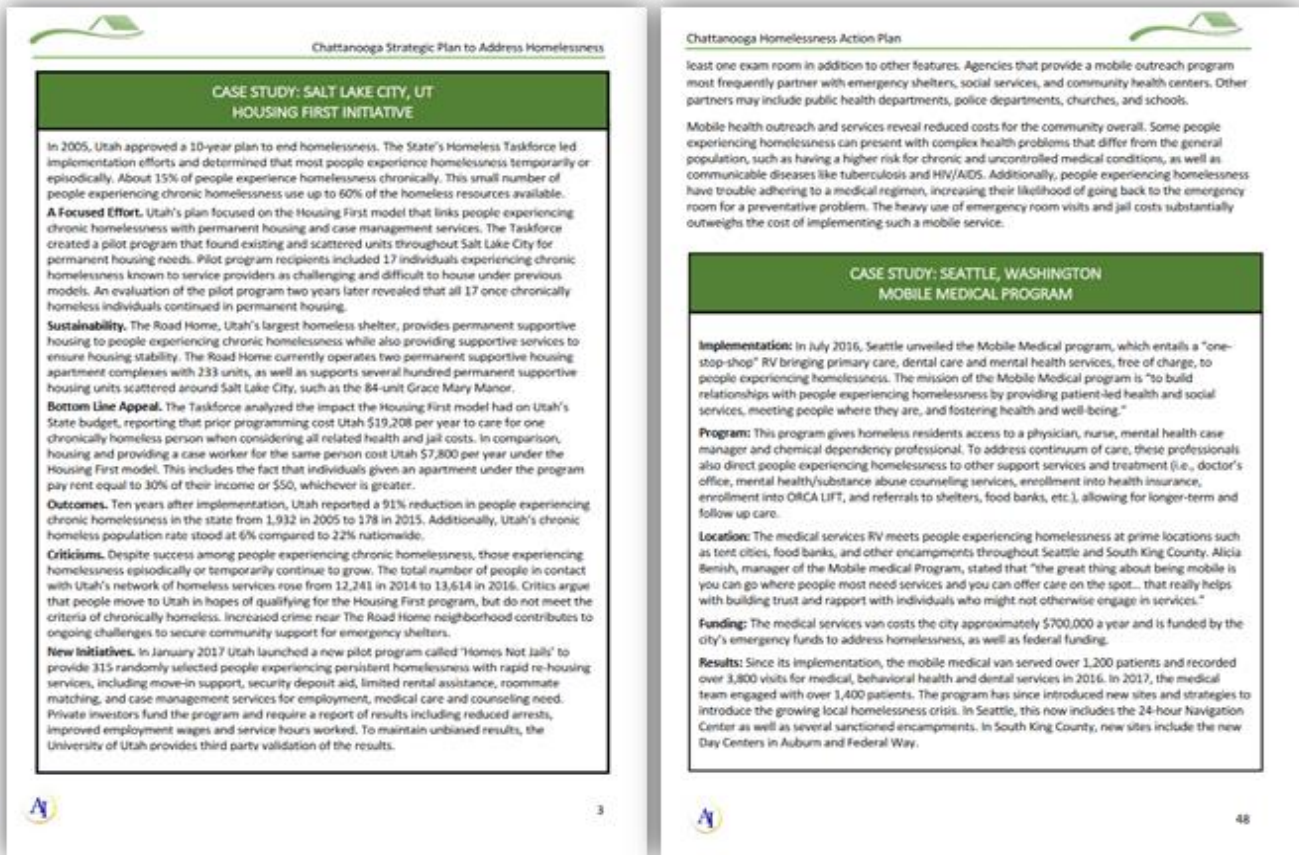 Chattanooga Strategic Plan to Address Homelessness
CASE STUDY: SALT LAKE CITY, UT
HOUSING FIRST INITIATIVE
In 2005, Utah approved a 10-year plan to end homelessness. The State's Homeless Taskforce led
implementation efforts and determined that most people experience homelessness temporarily or
episodically. About 15% of people experience homelessness chronically. This small number of
people experiencing chronic homelessness use up to 60% of the homeless resources available.
A Focused Effort. Utah's plan focused on the Housing First model that links people experiencing
chronic homelessness with permanent housing and case management services. The Taskforce
created a pilot program that found existing and scattered units throughout Salt Lake City for
permanent housing needs. Pilot program recipients included 17 individuals experiencing chronic
homelessness known to service providers as challenging and difficult to house under previous
models. An evaluation of the pilot program two years later revealed that all 17 once chronically
homeless individuals continued in permanent housing.
Sustainability. The Road Home, Utah's largest homeless shelter, provides permanent supportive
housing to people experiencing chronic homelessness while also providing supportive services to
ensure housing stability. The Road Home currently operates two permanent supportive housing
apartment complexes with 233 units, as well as supports several hundred permanent supportive
housing units scattered around Salt Lake City, such as the 84-unit Grace Mary Manor.
Bottom Line Appeal. The Taskforce analyzed the impact the Housing First model had on Utah's
State budget, reporting that prior programming cost Utah $19,208 per year to care for one
chronically homeless person when considering all related health and jail costs. In comparison,
housing and providing a case worker for the same person cost Utah $7,800 per year under the
Housing First model. This includes the fact that individuals given an apartment under the program
pay rent equal to 30% of their income or $50, whichever is greater.
Outcomes. Ten years after implementation, Utah reported a 91% reduction in people experiencing
chronic homelessness in the state from 1,932 in 2005 to 178 in 2015. Additionally, Utah's chronic
homeless population rate stood at 6% compared to 22% nationwide.
Criticisms. Despite success among people experiencing chronic homelessness, those experiencing
homelessness episodically or temporarily continue to grow. The total number of people in contact
with Utah's network of homeless services rose from 12,241 in 2014 to 13,614 in 2016. Critics argue
that people move to Utah in hopes of qualifying for the Housing First program, but do not meet the
criteria of chronically homeless. Increased crime near The Road Home neighborhood contributes to
ongoing challenges to secure community support for emergency shelters.
New Initiatives. In January 2017 Utah launched a new pilot program called 'Homes Not Jails' to
provide 315 randomly selected people experiencing persistent homelessness with rapid re-housing
services, including move-in support, security deposit aid, limited rental assistance, roommate
matching, and case management services for employment, medical care and counseling need.
Private investors fund the program and require a report of results including reduced arrests,
improved employment wages and service hours worked. To maintain unbiased results, the
University of Utah provides third party validation of the results.
3
Chattanooga Homelessness Action Plan
least one exam room in addition to other features. Agencies that provide a mobile outreach program
most frequently partner with emergency shelters, social services, and community health centers. Other
partners may include public health departments, police departments, churches, and schools.
Mobile health outreach and services reveal reduced costs for the community overall. Some people
experiencing homelessness can present with complex health problems that differ from the general
population, such as having a higher risk for chronic and uncontrolled medical conditions, as well as
communicable diseases like tuberculosis and HIV/AIDS. Additionally, people experiencing homelessness
have trouble adhering to a medical regimen, increasing their likelihood of going back to the emergency
room for a preventative problem. The heavy use of emergency room visits and jail costs substantially
outweighs the cost of implementing such a mobile service.
CASE STUDY: SEATTLE, WASHINGTON
MOBILE MEDICAL PROGRAM
Implementation: In July 2016, Seattle unveiled the Mobile Medical program, which entails a "one-
stop-shop" RV bringing primary care, dental care and mental health services, free of charge, to
people experiencing homelessness. The mission of the Mobile Medical program is "to build
relationships with people experiencing homelessness by providing patient-led health and social
services, meeting people where they are, and fostering health and well-being."
Program: This program gives homeless residents access to a physician, nurse, mental health case
manager and chemical dependency professional. To address continuum of care, these professionals
also direct people experiencing homelessness to other support services and treatment (i.e., doctor's
office, mental health/substance abuse counseling services, enrollment into health insurance,
enrollment into ORCA LIFT, and referrals to shelters, food banks, etc.), allowing for longer-term and
follow up care.
Location: The medical services RV meets people experiencing homelessness at prime locations such
as tent cities, food banks, and other encampments throughout Seattle and South King County. Alicia
Benish, manager of the Mobile medical Program, stated that "the great thing about being mobile is
you can go where people most need services and you can offer care on the spot... that really helps
with building trust and rapport with individuals who might not otherwise engage in services."
Funding: The medical services van costs the city approximately $700,000 a year and is funded by the
city's emergency funds to address homelessness, as well as federal funding.
Results: Since its implementation, the mobile medical van served over 1,200 patients and recorded
over 3,800 visits for medical, behavioral health and dental services in 2016. In 2017, the medical
team engaged with over 1,400 patients. The program has since introduced new sites and strategies to
introduce the growing local homelessness crisis. In Seattle, this now includes the 24-hour Navigation
Center as well as several sanctioned encampments. In South King County, new sites include the new
Day Centers in Auburn and Federal Way.
48